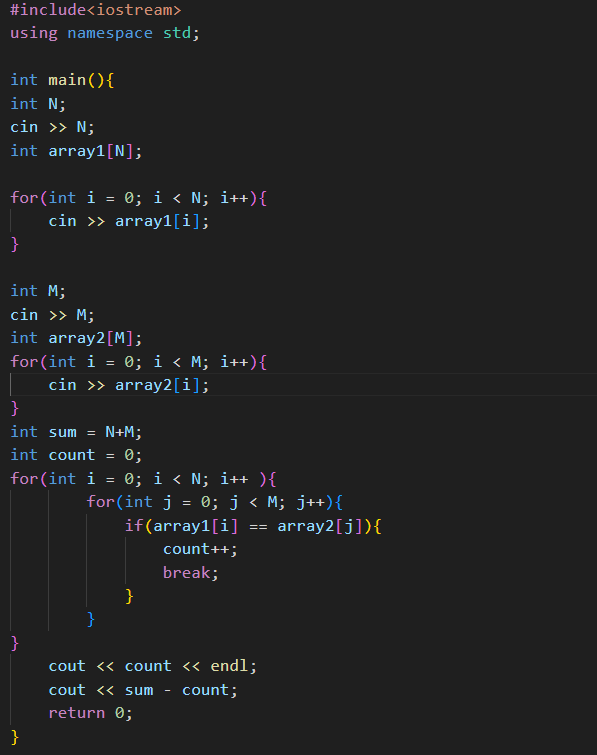 #include<iostream>
using namespace std;
int main(){
int N;
cin >> N;
int array1[N];
for(int i = 0; i < N; i++){
cin >> array1[i];
}
int M;
cin >> M;
int array2[M];
for(int i = 0; i < M; i++){
cin >> array2[i];
}
int sum = N+M;
int count = 0;
for(int i = 0; i < N; i++ ){
for(int j = 0; j < M; j++){
if(array1[i] == array2[j]){
count++;
break;
}
}
}
cout << count << endl;
cout << sum - count;
return 0;
}